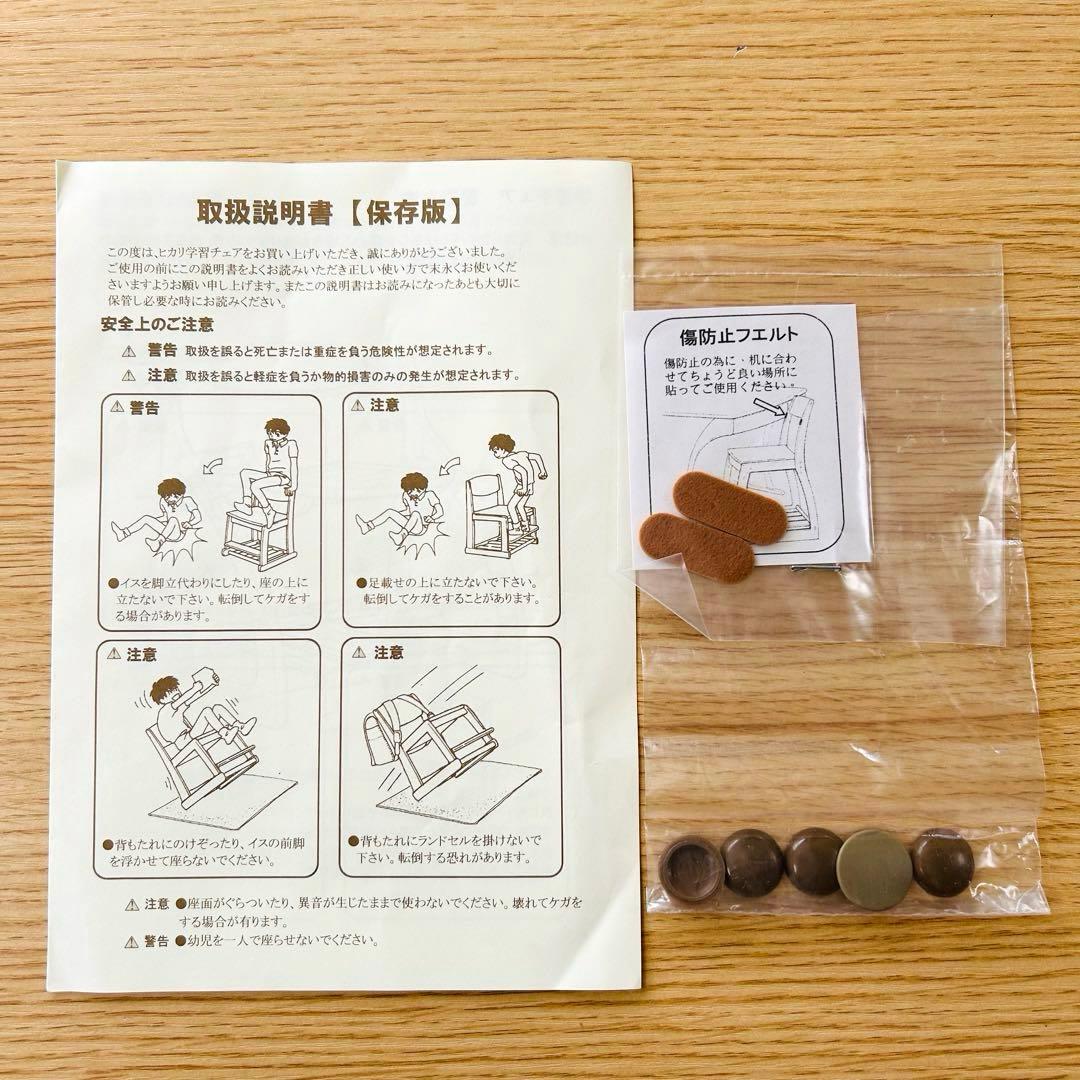 取扱説明書【保存版】
この度は、ヒカリ学習チェアをお買い上げいただき、誠にありがとうございました。
ご使用の前にこの説明書をよくお読みいただき正しい使い方で末永くお使いくだ
さいますようお願い申し上げます。またこの説明書はお読みになったあとも大切に
保管し必要な時にお読みください。
安全上のご注意
⚠ 警告 取扱を誤ると死亡または重症を負う危険性が想定されます。
⚠ 注意 取扱を誤ると軽症を負うか物的損害のみの発生が想定されます。
⚠ 警告
●イスを脚立代わりにしたり、座の上に
立たないで下さい。転倒してケガをす
る場合があります。
⚠ 注意
●足載せの上に立たないで下さい。
転倒してケガをすることがあります。
⚠ 注意
●背もたれにのけぞったり、イスの前脚
を浮かせて座らないでください。
⚠ 注意
●背もたれにランドセルを掛けないで
下さい。転倒する恐れがあります。
⚠ 注意 ●座面がぐらついたり、異音が生じたままで使わないでください。壊れてケガを
する場合が有ります。
⚠ 警告 ●幼児を一人で座らせないでください。
傷防止フエルト
傷防止の為に、机に合わ
せてちょうど良い場所に
貼ってご使用ください。